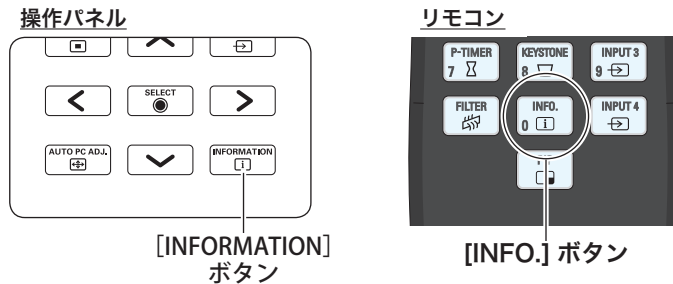 操作パネル
SELECT
AUTO PC ADJ.
INFORMATION
［INFORMATION］
ボタン
リモコン
P-TIMER
7
KEYSTONE
8
INPUT 3
9
FILTER
INFO.
0
INPUT 4
[INFO.] ボタン